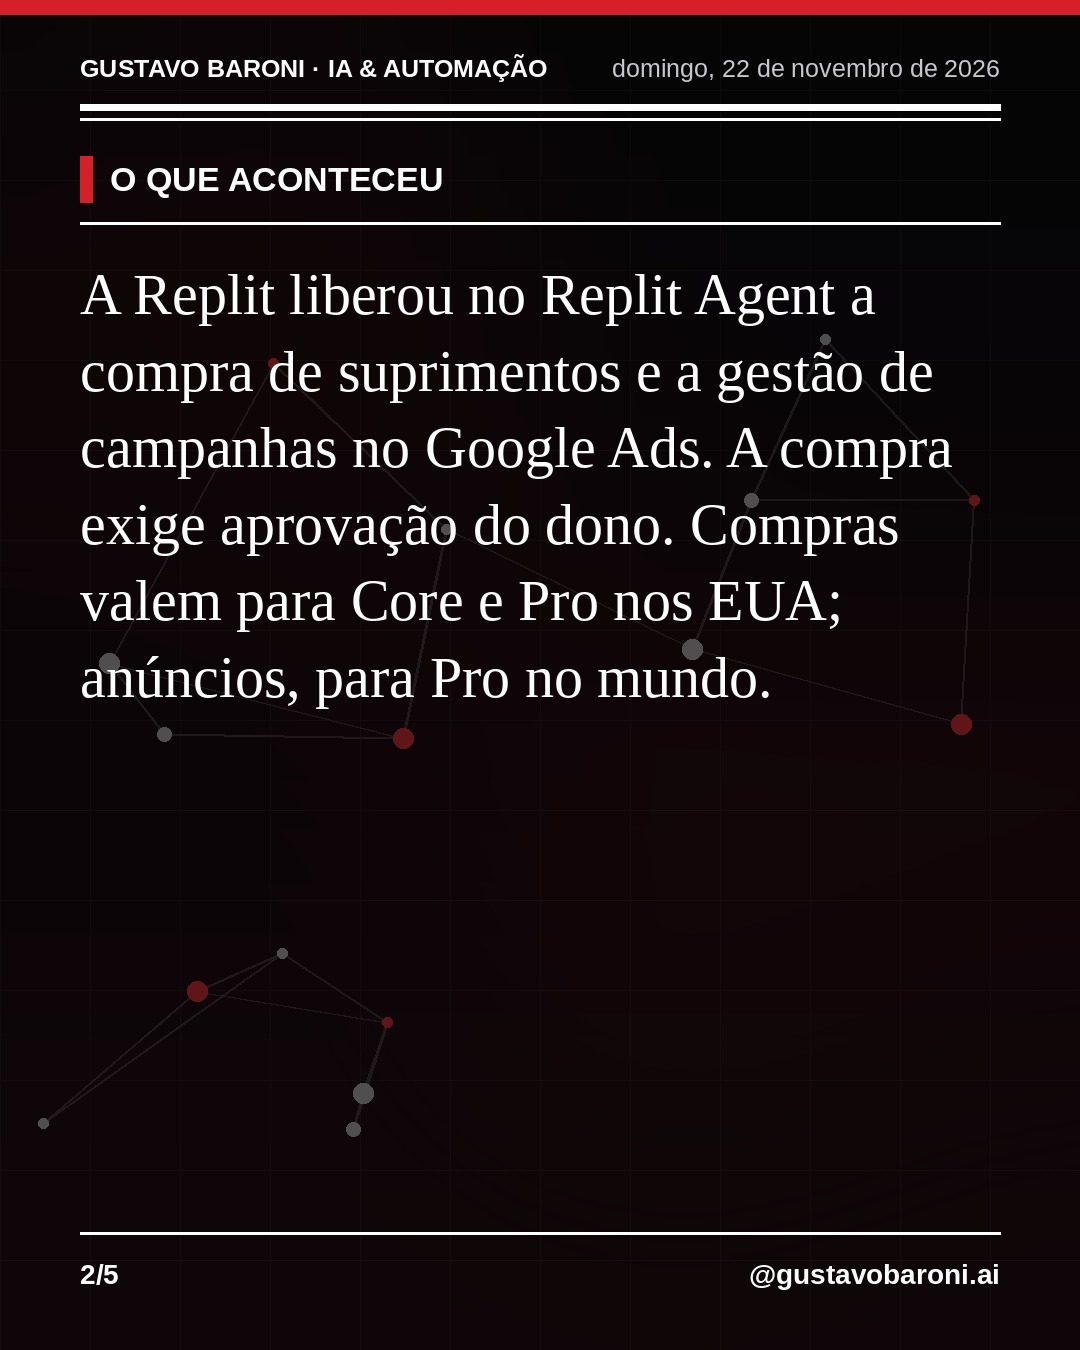 GUSTAVO BARONI · IA & AUTOMAÇÃO
domingo, 22 de novembro de 2026
O QUE ACONTECEU
A Replit liberou no Replit Agent a
compra de suprimentos e a gestão de
campanhas no Google Ads. A compra
exige aprovação do dono. Compras
valem para Core e Pro nos EUA;
anúncios, para Pro no mundo.
2/5
@gustavobaroni.ai